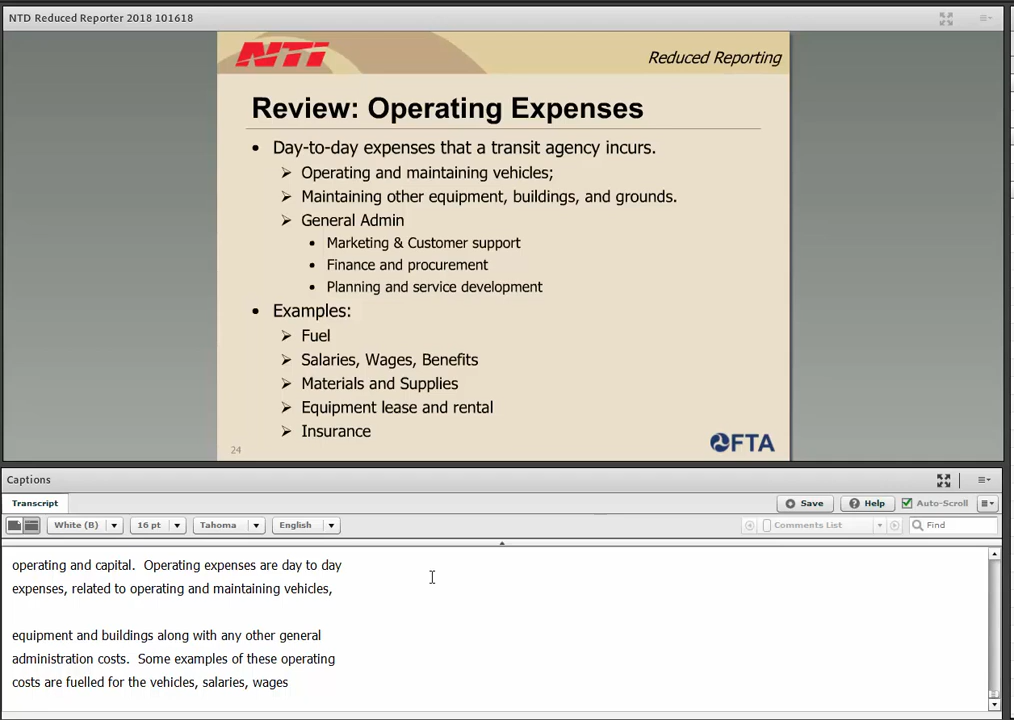 NTD Reduced Reporter 2018 101618
NTI
Reduced Reporting
Review: Operating Expenses
• Day-to-day expenses that a transit agency incurs.
➢ Operating and maintaining vehicles;
➢ Maintaining other equipment, buildings, and grounds.
➢ General Admin
• Marketing & Customer support
• Finance and procurement
• Planning and service development
• Examples:
➢ Fuel
➢ Salaries, Wages, Benefits
➢ Materials and Supplies
➢ Equipment lease and rental
➢ Insurance
24
FTA
Captions
Transcript
Save Help Auto-Scroll
White (B) 16 pt Tahoma English Comments List Find
operating and capital.  Operating expenses are day to day
expenses, related to operating and maintaining vehicles,
equipment and buildings along with any other general
administration costs.  Some examples of these operating
costs are fuelled for the vehicles, salaries, wages